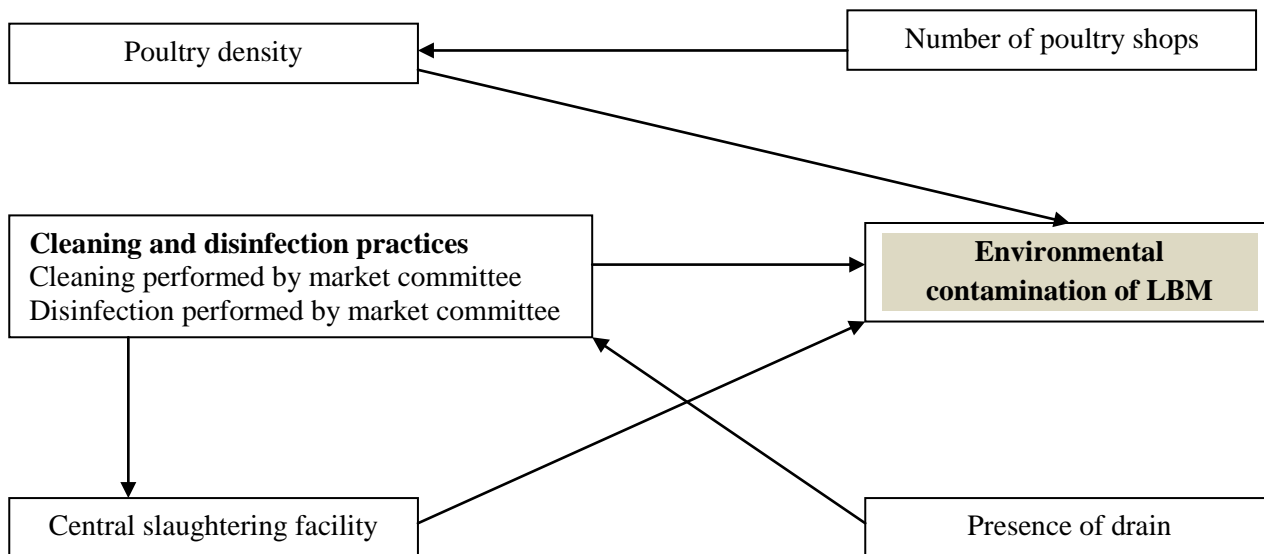 Poultry density
Number of poultry shops
Cleaning and disinfection practices
Cleaning performed by market committee
Disinfection performed by market committee
Environmental
contamination of LBM
Central slaughtering facility
Presence of drain